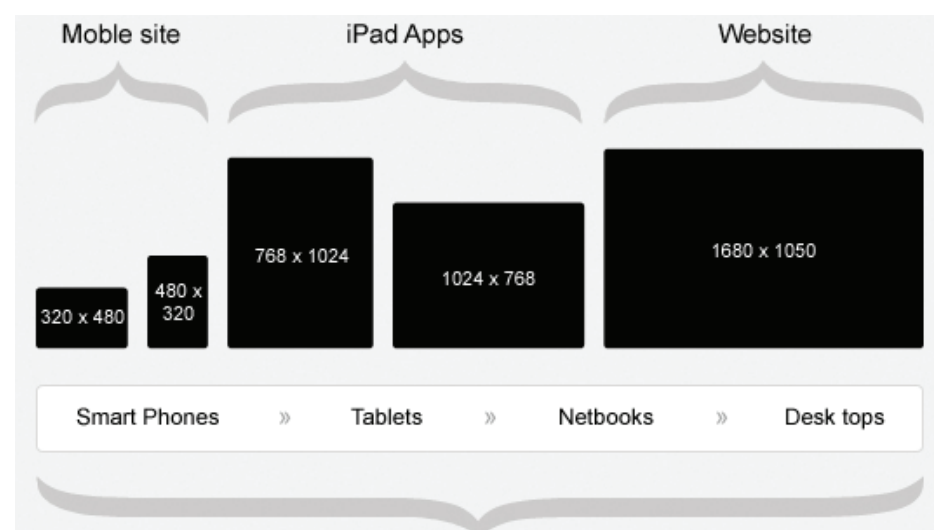 Moble site
iPad Apps
Website
320 x 480
480 x
320
768 x 1024
1024 x 768
1680 x 1050
Smart Phones » Tablets » Netbooks » Desk tops